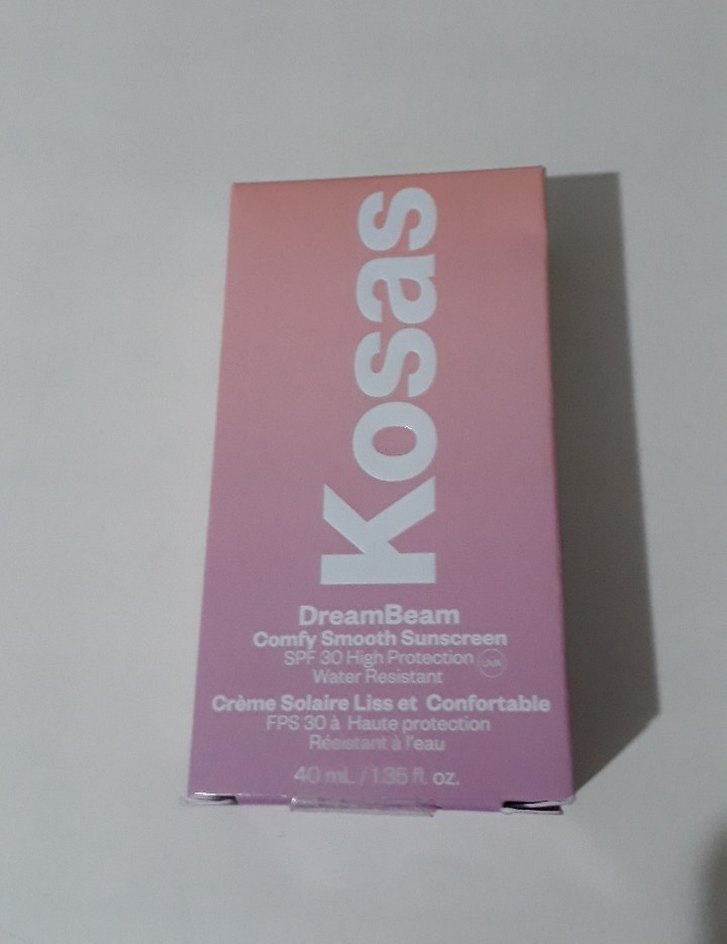 Kosas
DreamBeam
Comfy Smooth Sunscreen
SPF 30 High Protection UVA
Water Resistant
Crème Solaire Liss et Confortable
FPS 30 à Haute protection
Résistant à l'eau
40 mL / 1.35 fl. oz.